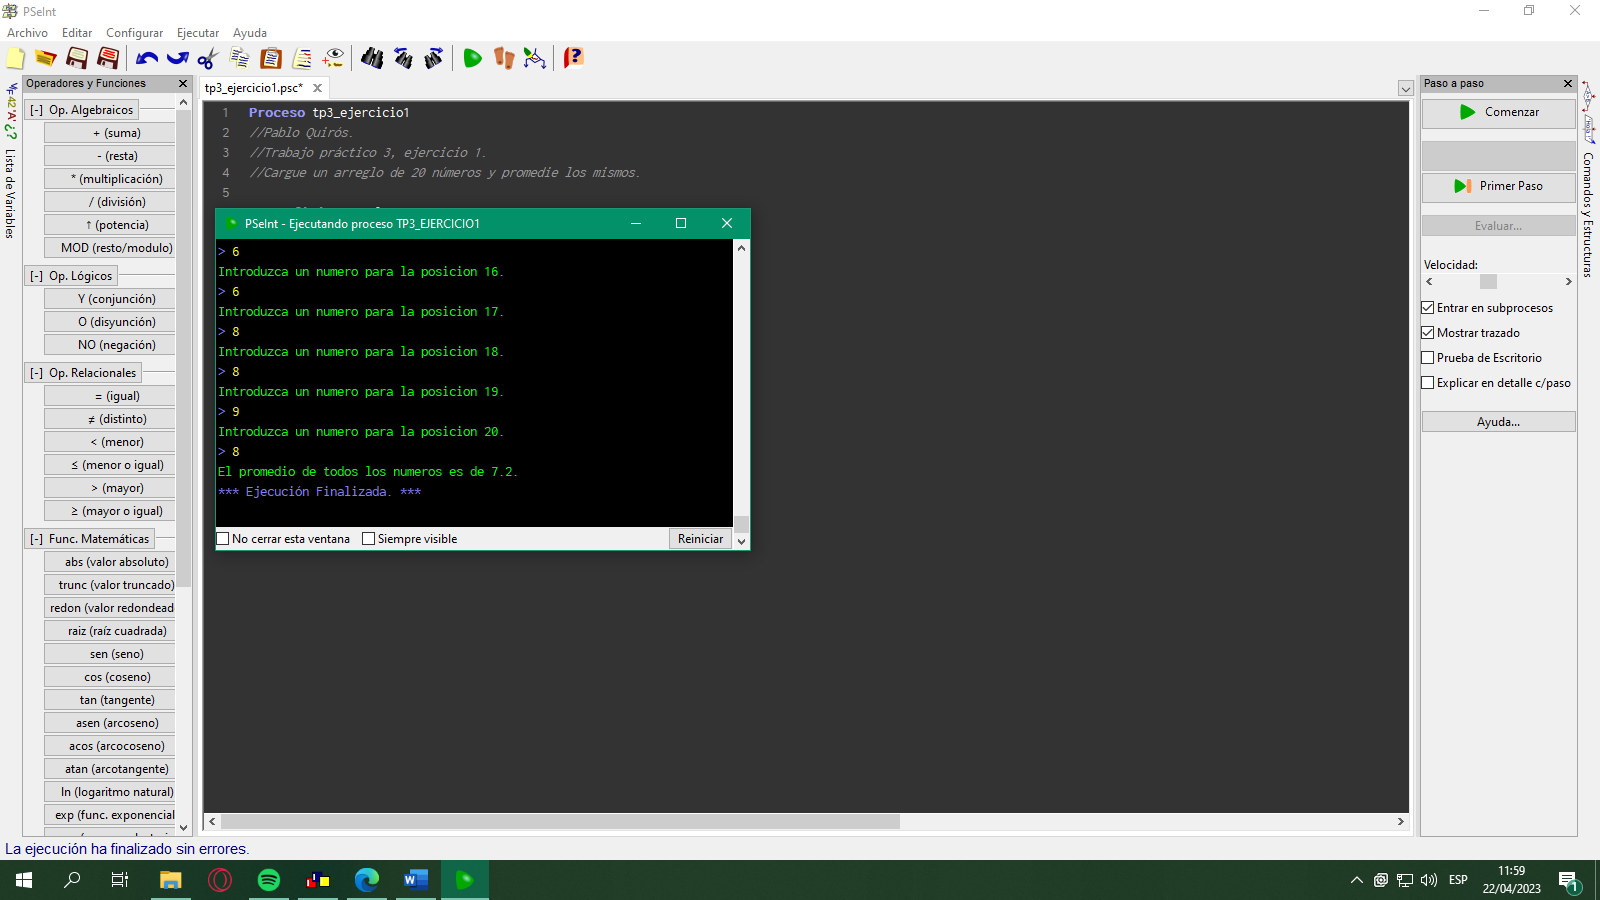 PSeInt
Archivo Editar Configurar Ejecutar Ayuda
Operadores y Funciones
[-] Op. Algebraicos
+ (suma)
- (resta)
* (multiplicación)
/ (división)
↑ (potencia)
MOD (resto/modulo)
[-] Op. Lógicos
Y (conjunción)
O (disyunción)
NO (negación)
[-] Op. Relacionales
= (igual)
≠ (distinto)
< (menor)
≤ (menor o igual)
> (mayor)
≥ (mayor o igual)
[-] Func. Matemáticas
abs (valor absoluto)
trunc (valor truncado)
redon (valor redondead
raiz (raíz cuadrada)
sen (seno)
cos (coseno)
tan (tangente)
asen (arcoseno)
acos (arcocoseno)
atan (arcotangente)
ln (logaritmo natural)
exp (func. exponencial
Lista de Variables
tp3_ejercicio1.psc*
1 Proceso tp3_ejercicio1
2 //Pablo Quirós.
3 //Trabajo práctico 3, ejercicio 1.
4 //Cargue un arreglo de 20 números y promedie los mismos.
5
PSeInt - Ejecutando proceso TP3_EJERCICIO1
> 6
Introduzca un numero para la posicion 16.
> 6
Introduzca un numero para la posicion 17.
> 8
Introduzca un numero para la posicion 18.
> 8
Introduzca un numero para la posicion 19.
> 9
Introduzca un numero para la posicion 20.
> 8
El promedio de todos los numeros es de 7.2.
*** Ejecución Finalizada. ***
No cerrar esta ventana Siempre visible Reiniciar
Paso a paso
Comenzar
Primer Paso
Evaluar...
Velocidad:
Entrar en subprocesos
Mostrar trazado
Prueba de Escritorio
Explicar en detalle c/paso
Ayuda...
Comandos y Estructuras
La ejecución ha finalizado sin errores.
ESP
11:59
22/04/2023
1